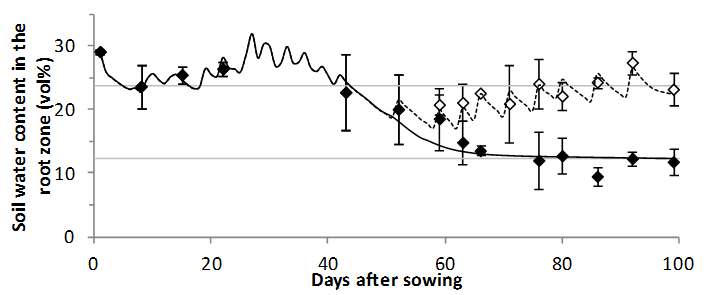 Soil water content in the
root zone (vol%)
30
20
10
0
0 20 40 60 80 100
Days after sowing